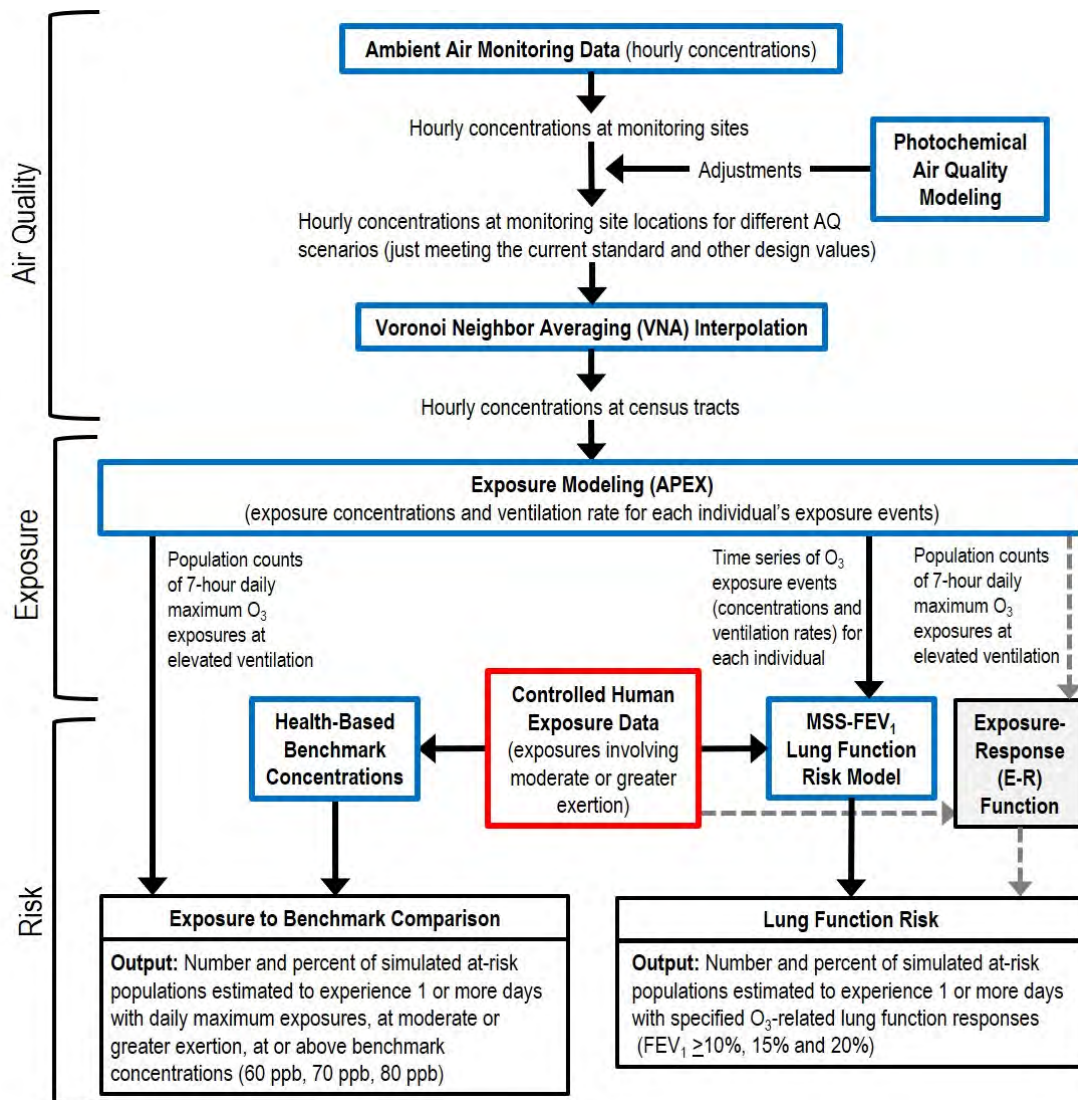 Air Quality
Ambient Air Monitoring Data (hourly concentrations)
Hourly concentrations at monitoring sites
Adjustments
Photochemical
Air Quality
Modeling
Hourly concentrations at monitoring site locations for different AQ
scenarios (just meeting the current standard and other design values)
Voronoi Neighbor Averaging (VNA) Interpolation
Hourly concentrations at census tracts
Exposure
Exposure Modeling (APEX)
(exposure concentrations and ventilation rate for each individual's exposure events)
Population counts
of 7-hour daily
maximum O₃
exposures at
elevated ventilation
Time series of O₃
exposure events
(concentrations and
ventilation rates) for
each individual
Population counts
of 7-hour daily
maximum O₃
exposures at
elevated ventilation
Risk
Health-Based
Benchmark
Concentrations
Controlled Human
Exposure Data
(exposures involving
moderate or greater
exertion)
MSS-FEV₁
Lung Function
Risk Model
Exposure-
Response
(E-R)
Function
Exposure to Benchmark Comparison
Output: Number and percent of simulated at-risk
populations estimated to experience 1 or more days
with daily maximum exposures, at moderate or
greater exertion, at or above benchmark
concentrations (60 ppb, 70 ppb, 80 ppb)
Lung Function Risk
Output: Number and percent of simulated at-risk
populations estimated to experience 1 or more days
with specified O₃-related lung function responses
(FEV₁ ≥10%, 15% and 20%)